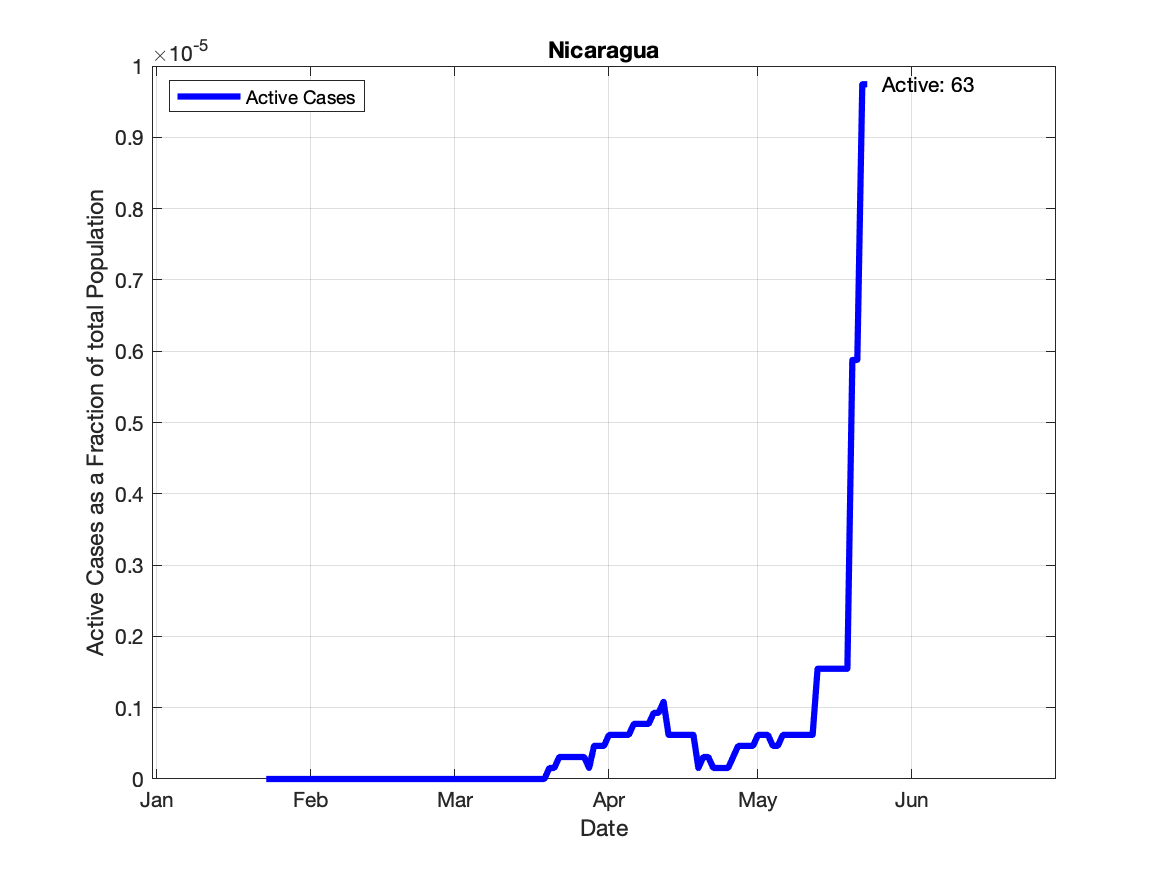 Nicaragua
×10-5
Active Cases
Active: 63
1
0.9
0.8
0.7
0.6
0.5
0.4
0.3
0.2
0.1
0
Active Cases as a Fraction of total Population
Jan Feb Mar Apr May Jun
Date